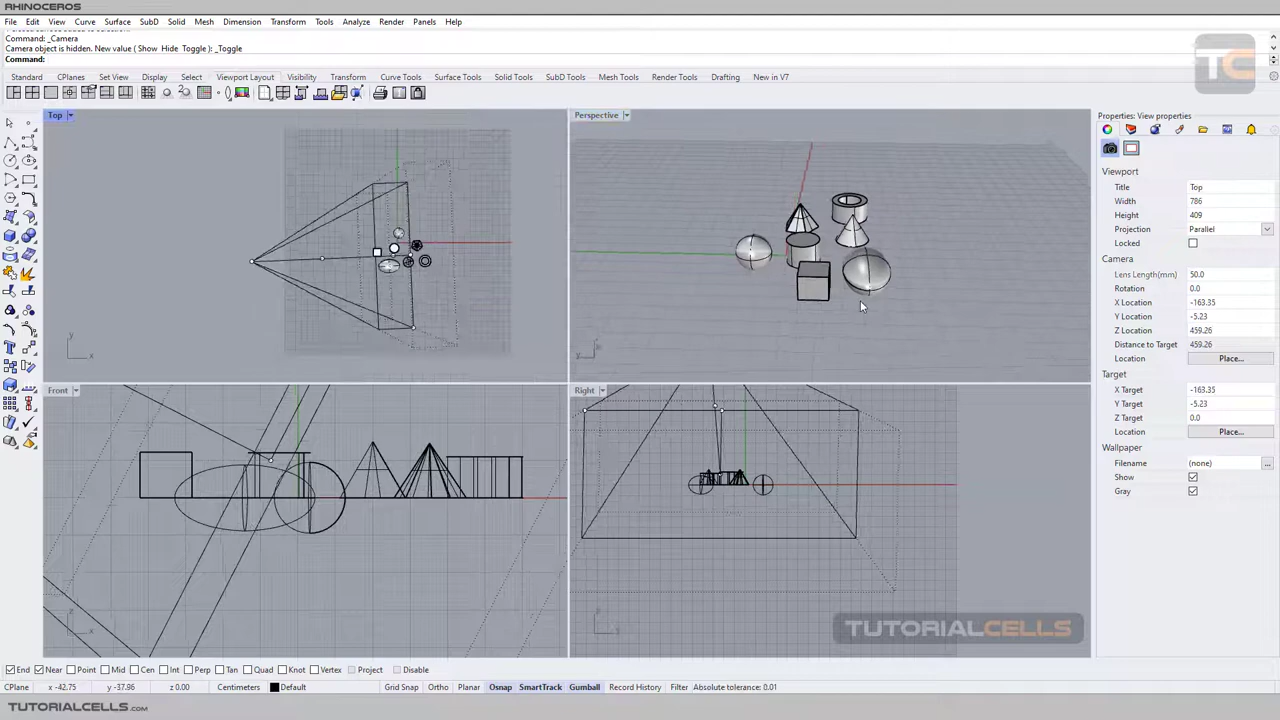 RHINOCEROS
File Edit View Curve Surface SubD Solid Mesh Dimension Transform Tools Analyze Render Panels Help
Command: _Camera
Camera object is hidden. New value ( Show Hide Toggle ): _Toggle
Command:
TC
Standard CPlanes Set View Display Select Viewport Layout Visibility Transform Curve Tools Surface Tools Solid Tools SubD Tools Mesh Tools Render Tools Drafting New in V7
Top
Perspective
Properties: View properties
Viewport
Title Top
Width 786
Height 409
Projection Parallel
Locked
Camera
Lens Length(mm) 50.0
Rotation 0.0
X Location -163.35
Y Location -5.23
Z Location 459.26
Distance to Target 459.26
Location Place...
Target
X Target -163.35
Y Target -5.23
Z Target 0.0
Location Place...
Wallpaper
Filename (none) ...
Show
Gray
y
x
Front
Right
z
x
TUTORIALCELLS
End Near Point Mid Cen Int Perp Tan Quad Knot Vertex Project Disable
CPlane x -42.75 y -37.96 z 0.00 Centimeters Default Grid Snap Ortho Planar Osnap SmartTrack Gumball Record History Filter Absolute tolerance: 0.01
TUTORIALCELLS.com